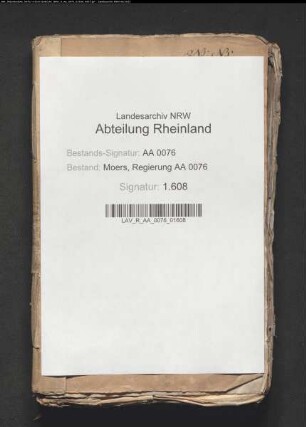 Landesarchiv NRW
Abteilung Rheinland
Bestands-Signatur: AA 0076
Bestand: Moers, Regierung AA 0076
Signatur: 1.608
LAV_R_AA_0076_01608